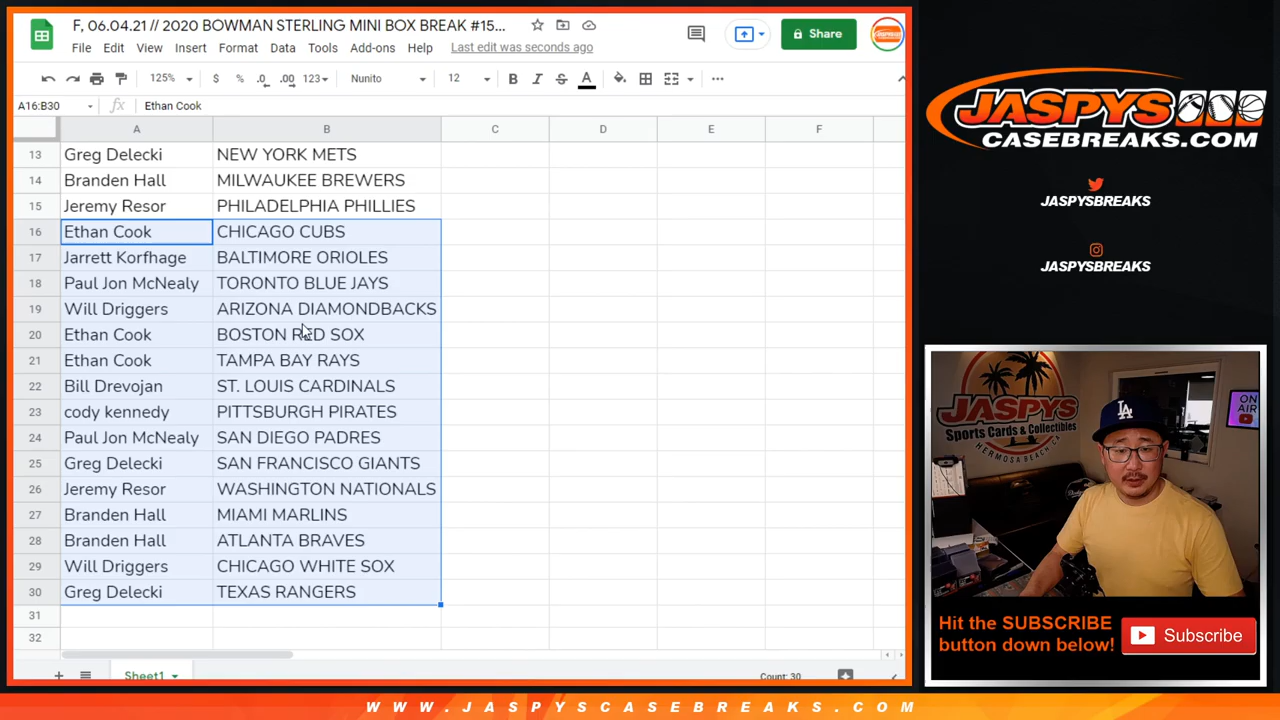 F, 06.04.21 // 2020 BOWMAN STERLING MINI BOX BREAK #15...
File Edit View Insert Format Data Tools Add-ons Help Last edit was seconds ago
Share
125% $ % .0 .00 123 Nunito 12 B I S A
A16:B30 fx Ethan Cook
A B C D E F
13 Greg Delecki NEW YORK METS
14 Branden Hall MILWAUKEE BREWERS
15 Jeremy Resor PHILADELPHIA PHILLIES
16 Ethan Cook CHICAGO CUBS
17 Jarrett Korfhage BALTIMORE ORIOLES
18 Paul Jon McNealy TORONTO BLUE JAYS
19 Will Driggers ARIZONA DIAMONDBACKS
20 Ethan Cook BOSTON RED SOX
21 Ethan Cook TAMPA BAY RAYS
22 Bill Drevojan ST. LOUIS CARDINALS
23 cody kennedy PITTSBURGH PIRATES
24 Paul Jon McNealy SAN DIEGO PADRES
25 Greg Delecki SAN FRANCISCO GIANTS
26 Jeremy Resor WASHINGTON NATIONALS
27 Branden Hall MIAMI MARLINS
28 Branden Hall ATLANTA BRAVES
29 Will Driggers CHICAGO WHITE SOX
30 Greg Delecki TEXAS RANGERS
31
32
Sheet1 Count: 30
JASPYS
CASEBREAKS.COM
JASPYSBREAKS
JASPYSBREAKS
JASPYS
Sports Cards & Collectibles
HERMOSA BEACH CA
LA
ON
AIR
Hit the SUBSCRIBE
button down below!
Subscribe
WWW.JASPYSCASEBREAKS.COM